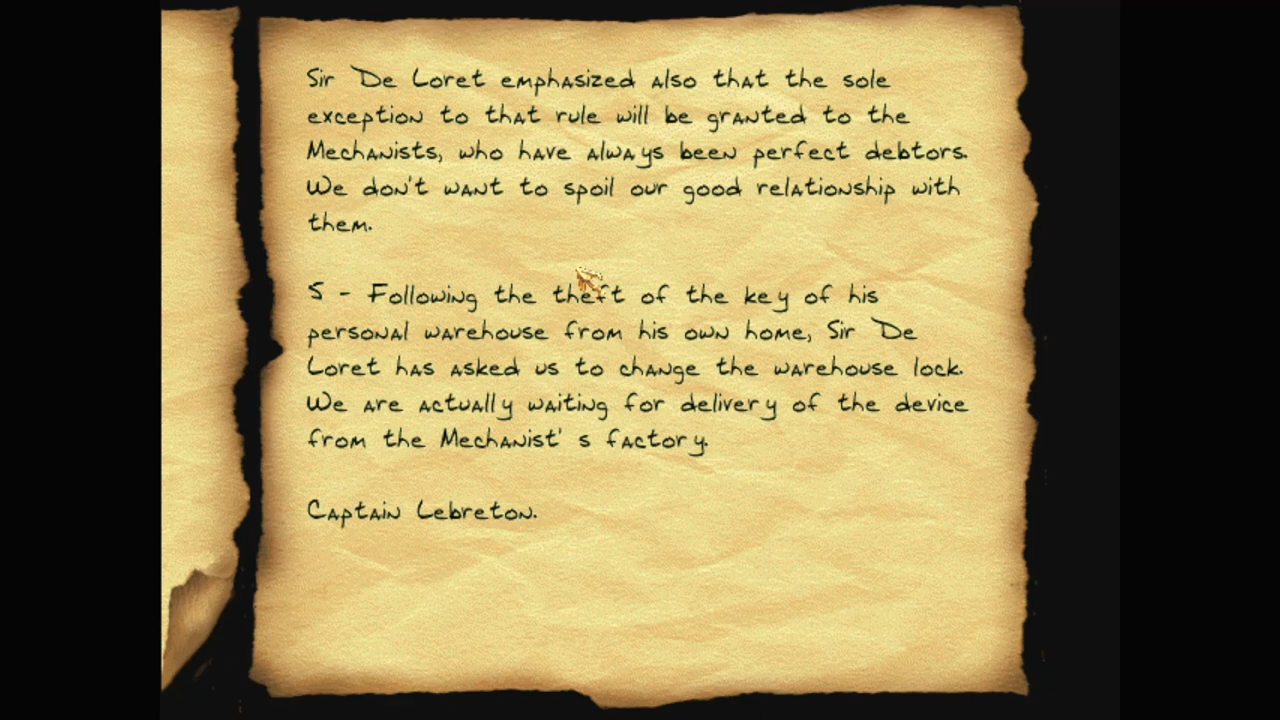 Sir De Loret emphasized also that the sole
exception to that rule will be granted to the
Mechanists, who have always been perfect debtors.
We don't want to spoil our good relationship with
them.
5 - Following the theft of the key of his
personal warehouse from his own home, Sir De
Loret has asked us to change the warehouse lock.
We are actually waiting for delivery of the device
from the Mechanist' s factory.
Captain Lebreton.